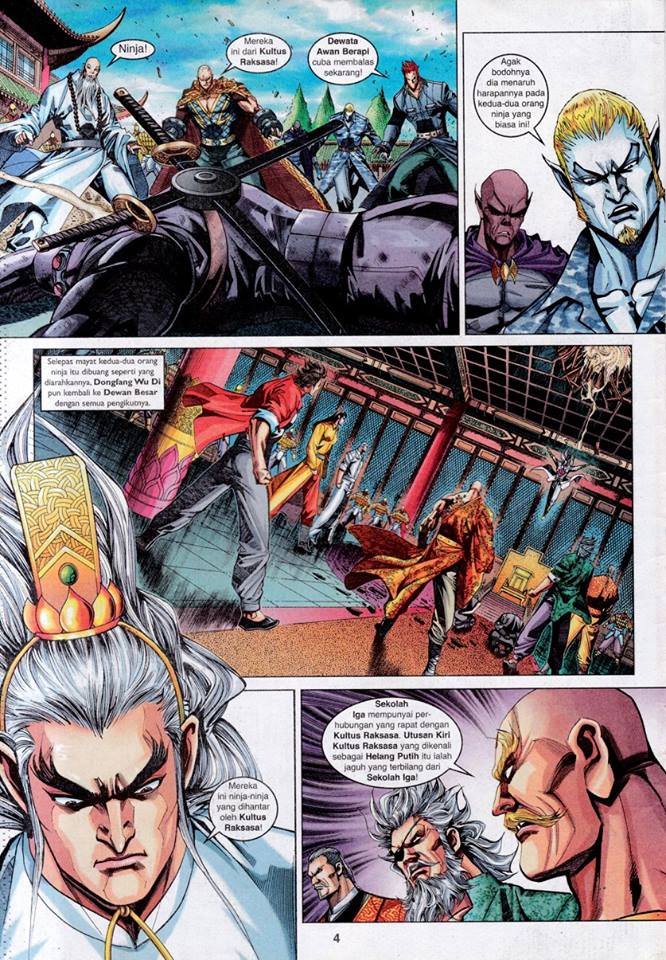 Ninja!
Mereka
ini dari Kultus
Raksasa.
Dewata
Awan Berapi
cuba membalas
sekarang!
Agak
bodohnya
dia menaruh
harapannya pada
kedua-dua orang
ninja yang
biasa ini!
Selepas mayat kedua-dua orang
ninja itu dibuang seperti yang
diarahkannya, Dongfang Wu Di
pun kembali ke Dewan Besar
dengan semua pengikutnya.
Mereka
ini ninja-ninja
yang dihantar
oleh Kultus
Raksasa!
Sekolah
Iga mempunyai per-
hubungan yang rapat dengan
Kultus Raksasa. Utusan Kiri
Kultus Raksasa yang dikenali
sebagai Helang Putih itu ialah
jaguh yang terbilang dari
Sekolah Iga!
4